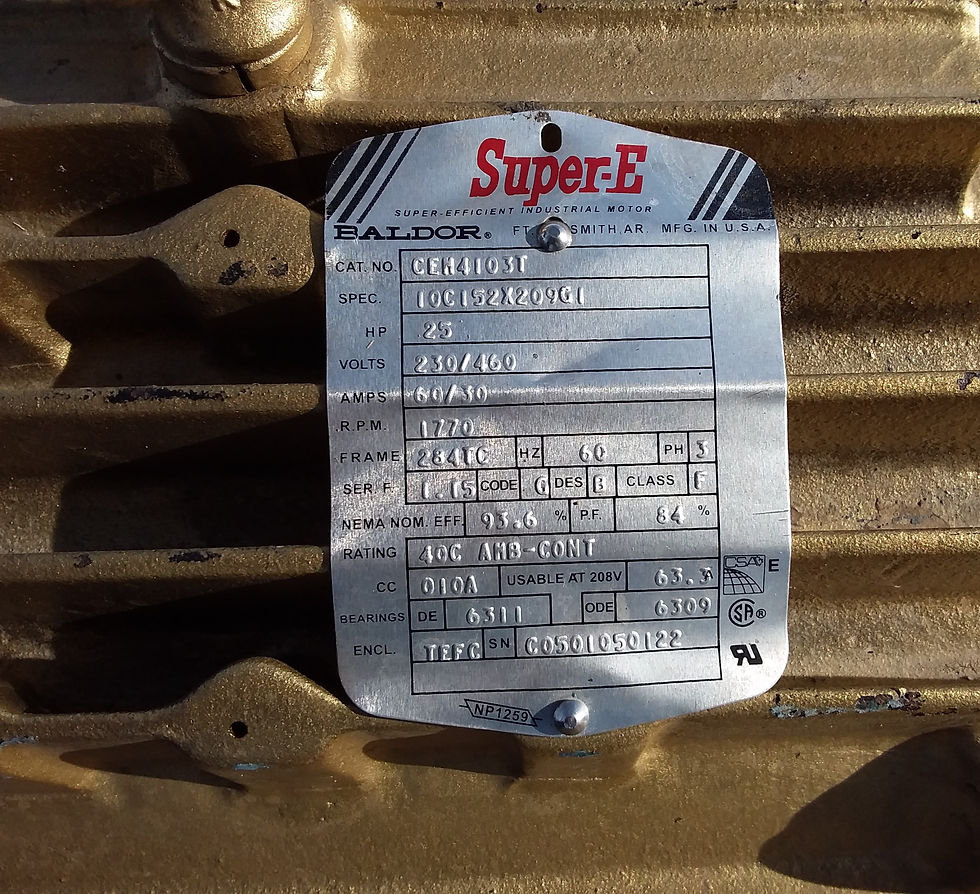 Super-E
SUPER-EFFICIENT INDUSTRIAL MOTOR
BALDOR® FT. SMITH, AR. MFG. IN U.S.A.
CAT. NO. CEM4103T
SPEC. 10C152X209G1
HP 25
VOLTS 230/460
AMPS 60/30
R.P.M. 1770
FRAME 284TC HZ 60 PH 3
SER. F. 1.15 CODE G DES B CLASS F
NEMA NOM. EFF. 93.6 % P.F. 84 %
RATING 40C AMB-CONT
CC 010A USABLE AT 208V 63.3 A
BEARINGS DE 6311 ODE 6309
ENCL. TEFC SN C0501050122
CSA E
SA®
RU
NP1259